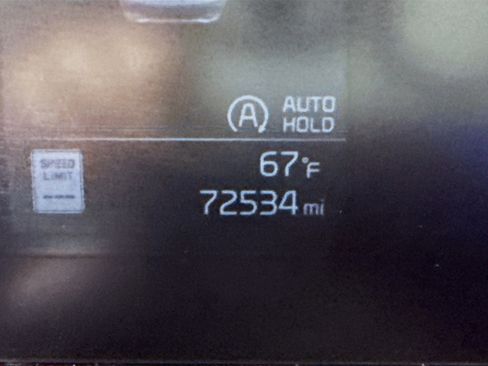 A AUTO
HOLD
SPEED
LIMIT
---
67°F
72534 mi